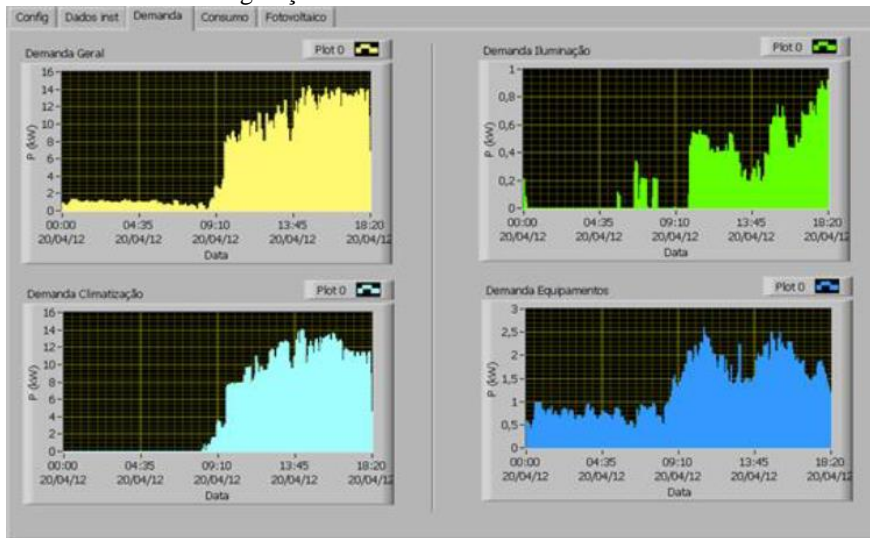 Config Dados inst Demanda Consumo Fotovoltaico
Demanda Geral
Plot 0
P (kW)
16
14
12
10
8
6
4
2
0
00:00 04:35 09:10 13:45 18:20
20/04/12 20/04/12 20/04/12 20/04/12 20/04/12
Data
Demanda Iluminação
Plot 0
P (kW)
1
0,8
0,6
0,4
0,2
0
00:00 04:35 09:10 13:45 18:20
20/04/12 20/04/12 20/04/12 20/04/12 20/04/12
Data
Demanda Climatização
Plot 0
P (kW)
16
14
12
10
8
6
4
2
0
00:00 04:35 09:10 13:45 18:20
20/04/12 20/04/12 20/04/12 20/04/12 20/04/12
Data
Demanda Equipamentos
Plot 0
P (kW)
3
2,5
2
1,5
1
0,5
0
00:00 04:35 09:10 13:45 18:20
20/04/12 20/04/12 20/04/12 20/04/12 20/04/12
Data